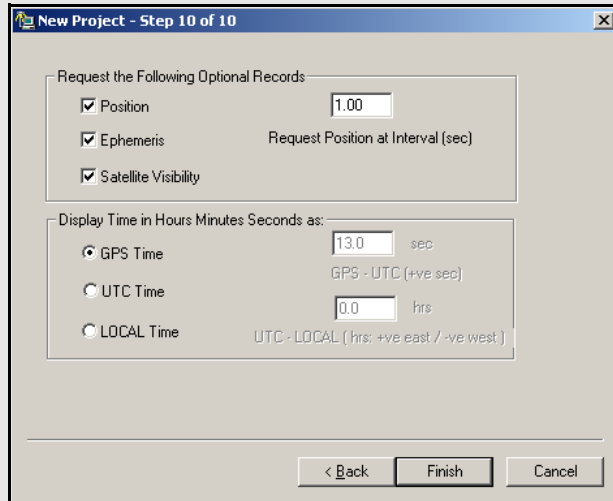 New Project - Step 10 of 10
Request the Following Optional Records
Position
1.00
Ephemeris
Request Position at Interval (sec)
Satellite Visibility
Display Time in Hours Minutes Seconds as:
GPS Time
13.0 sec
GPS - UTC (+ve sec)
UTC Time
0.0 hrs
LOCAL Time
UTC - LOCAL ( hrs: +ve east / -ve west )
< Back
Finish
Cancel